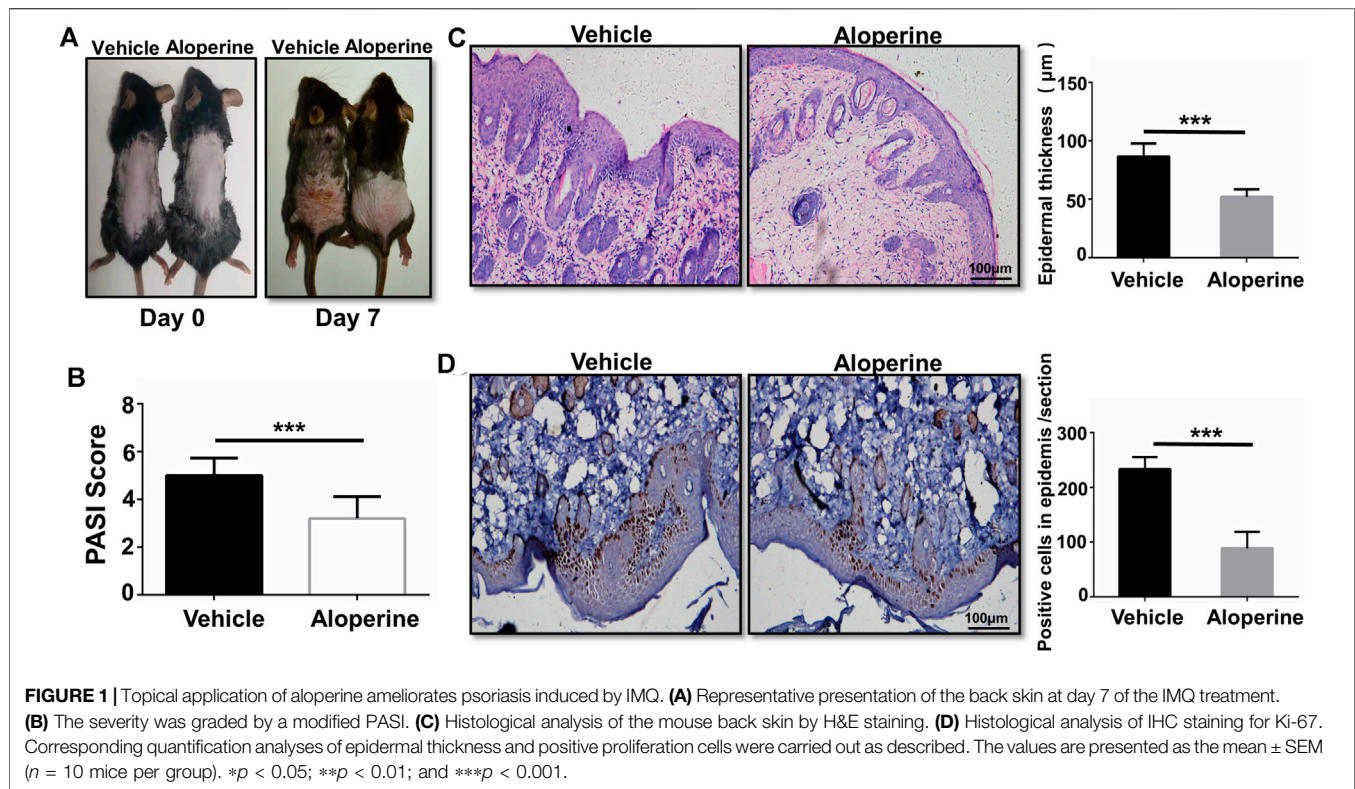 A
Vehicle Aloperine
Vehicle Aloperine
Day 0
Day 7
C
Vehicle
Aloperine
100μm
Epidermal thickness ( μm )
150
100
50
0
***
Vehicle
Aloperine
B
PASI Score
8
6
4
2
0
***
Vehicle
Aloperine
D
Vehicle
Aloperine
100μm
Positive cells in epidemis /section
300
200
100
0
***
Vehicle
Aloperine
FIGURE 1 | Topical application of aloperine ameliorates psoriasis induced by IMQ. (A) Representative presentation of the back skin at day 7 of the IMQ treatment.
(B) The severity was graded by a modified PASI. (C) Histological analysis of the mouse back skin by H&E staining. (D) Histological analysis of IHC staining for Ki-67.
Corresponding quantification analyses of epidermal thickness and positive proliferation cells were carried out as described. The values are presented as the mean ± SEM
(n = 10 mice per group). *p < 0.05; **p < 0.01; and ***p < 0.001.